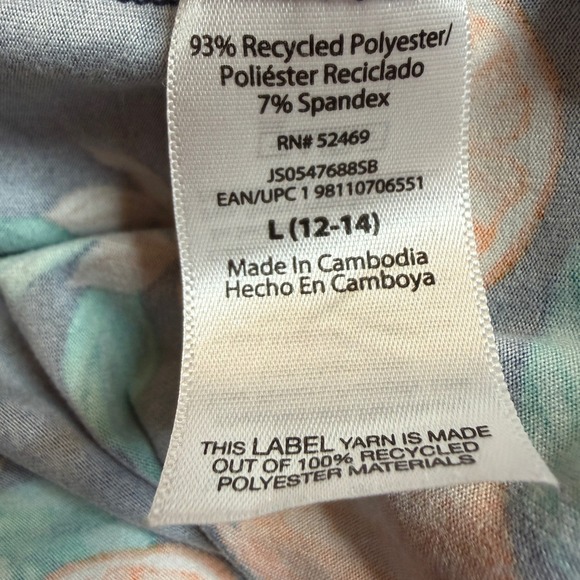 93% Recycled Polyester/
Poliéster Reciclado
7% Spandex
RN# 52469
JS0547688SB
EAN/UPC 1 98110706551
L (12-14)
Made In Cambodia
Hecho En Camboya
THIS LABEL YARN IS MADE
OUT OF 100% RECYCLED
POLYESTER MATERIALS